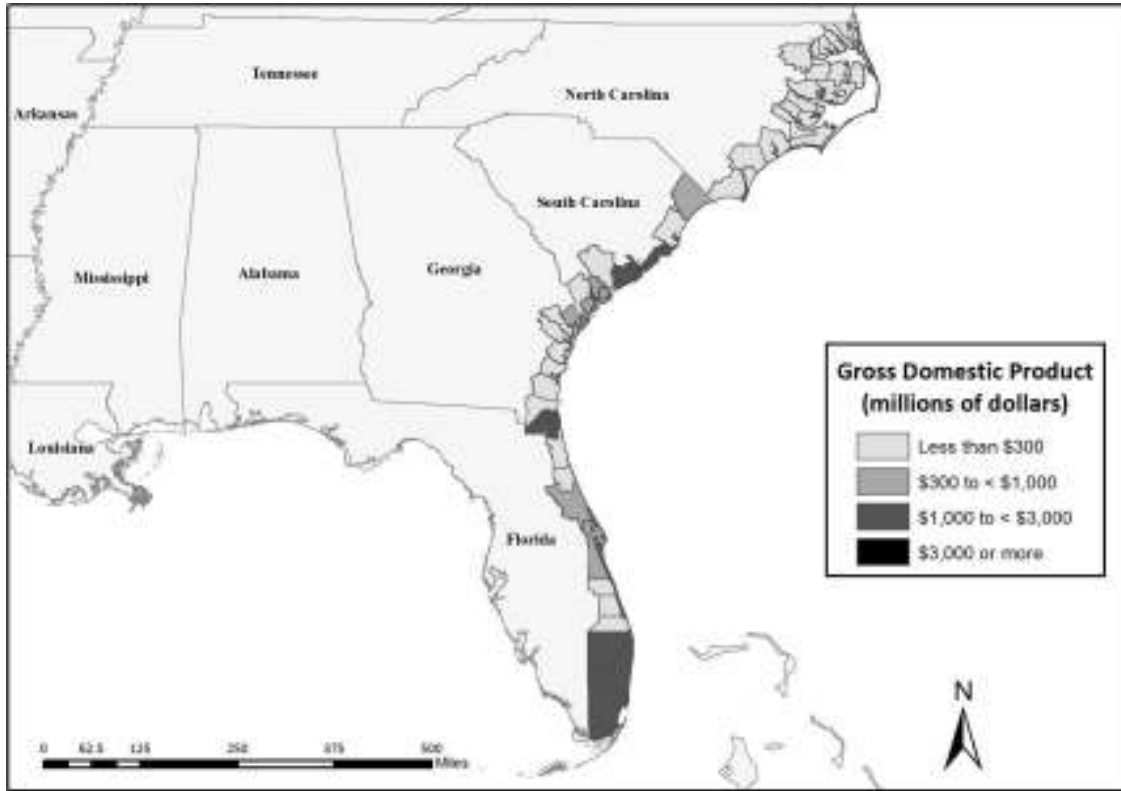 Tennessee
North Carolina
Arkansas
South Carolina
Mississippi
Alabama
Georgia
Gross Domestic Product
(millions of dollars)
Less than $300
$300 to < $1,000
$1,000 to < $3,000
$3,000 or more
Louisiana
Florida
N
0 62.5 125 250 375 500
Miles